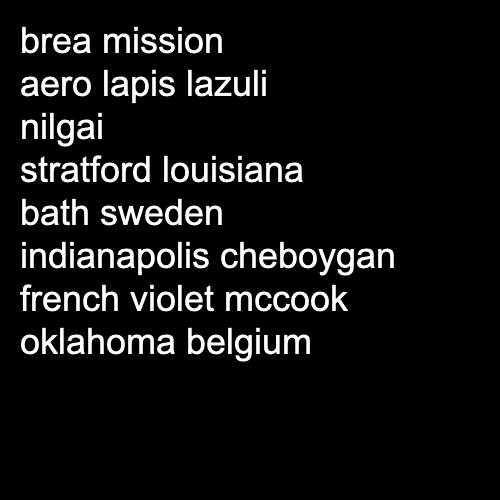 brea mission
aero lapis lazuli
nilgai
stratford louisiana
bath sweden
indianapolis cheboygan
french violet mccook
oklahoma belgium